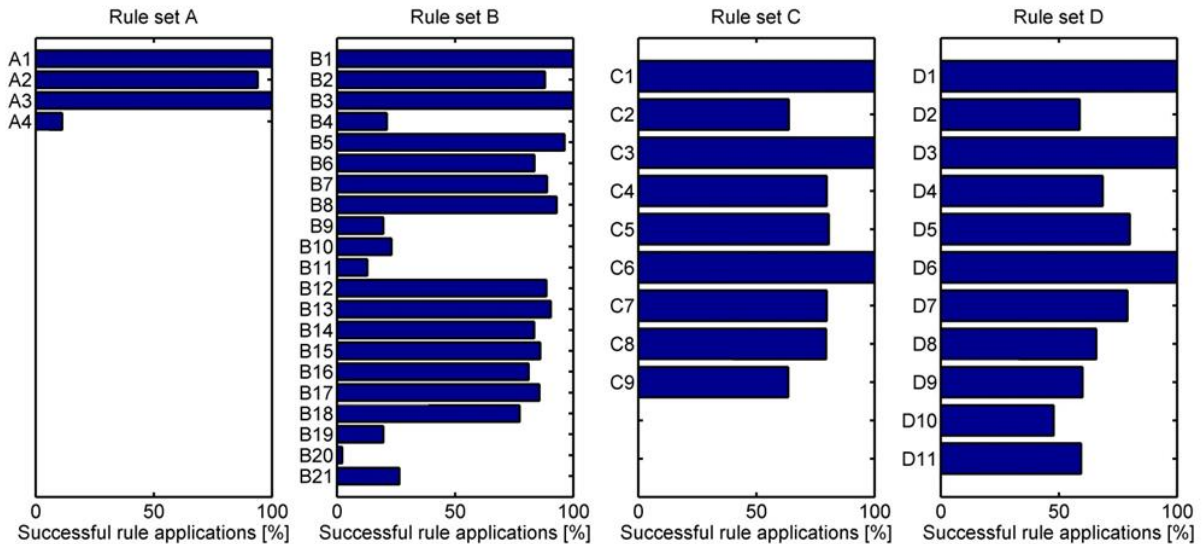 Rule set A
A1
A2
A3
A4
0 50 100
Successful rule applications [%]
Rule set B
B1
B2
B3
B4
B5
B6
B7
B8
B9
B10
B11
B12
B13
B14
B15
B16
B17
B18
B19
B20
B21
0 50 100
Successful rule applications [%]
Rule set C
C1
C2
C3
C4
C5
C6
C7
C8
C9
0 50 100
Successful rule applications [%]
Rule set D
D1
D2
D3
D4
D5
D6
D7
D8
D9
D10
D11
0 50 100
Successful rule applications [%]